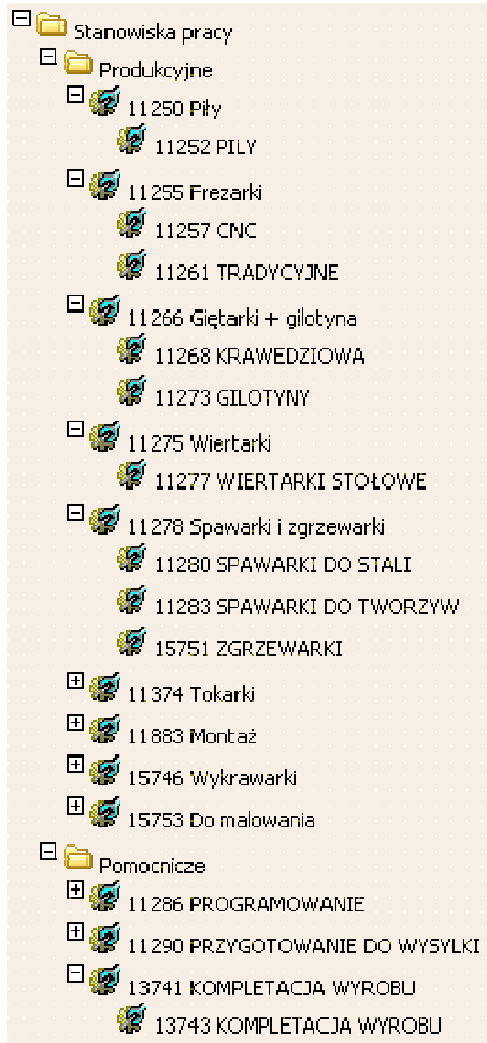 Stanowiska pracy
Produkcyjne
11250 Piły
11252 PILY
11255 Frezarki
11257 CNC
11261 TRADYCYJNE
11266 Giętarki + gilotyna
11268 KRAWEDZIOWA
11273 GILOTYNY
11275 Wiertarki
11277 WIERTARKI STOŁOWE
11278 Spawarki i zgrzewarki
11280 SPAWARKI DO STALI
11283 SPAWARKI DO TWORZYW
15751 ZGRZEWARKI
11374 Tokarki
11883 Montaż
15746 Wykrawarki
15753 Do malowania
Pomocnicze
11286 PROGRAMOWANIE
11290 PRZYGOTOWANIE DO WYSYLKI
13741 KOMPLETACJA WYROBU
13743 KOMPLETACJA WYROBU